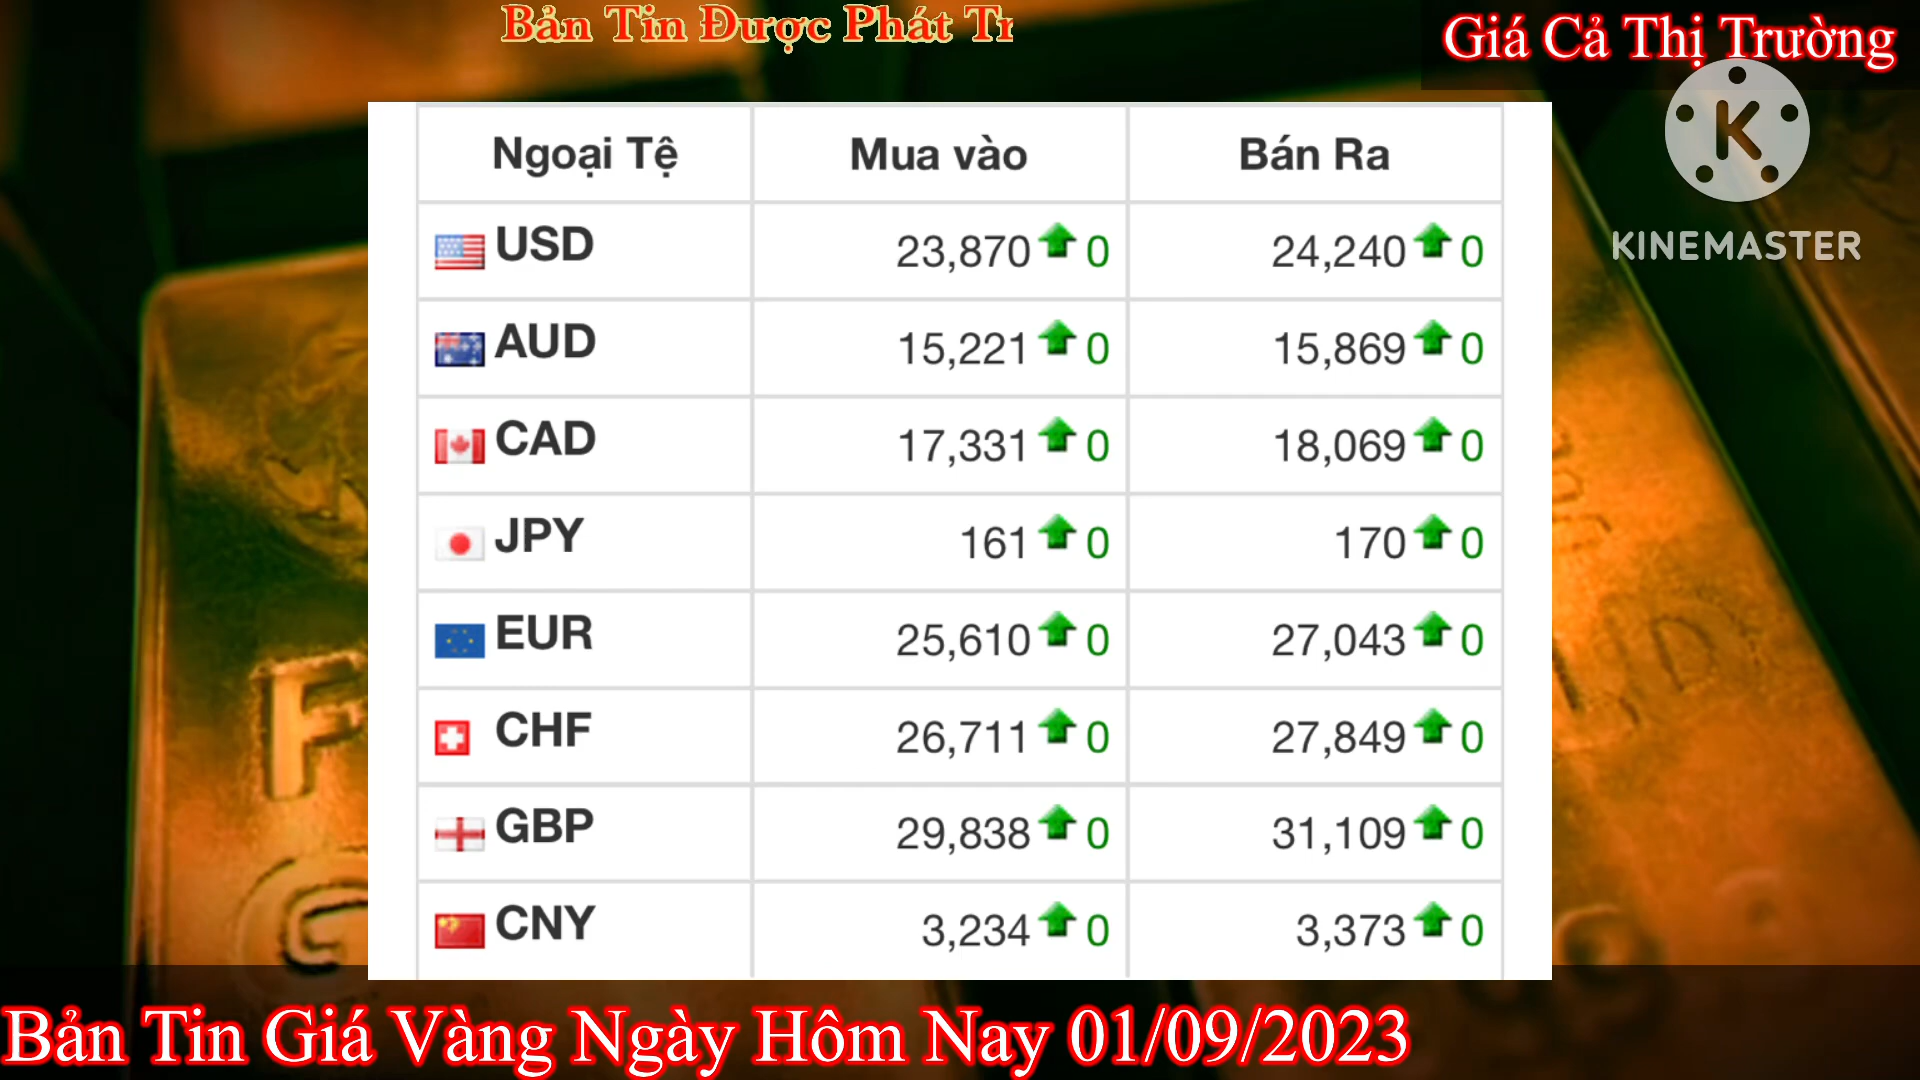 Bản Tin Được Phát Tr
Giá Cả Thị Trường
K
KINEMASTER
Ngoại Tệ Mua vào Bán Ra
USD 23,870 0 24,240 0
AUD 15,221 0 15,869 0
CAD 17,331 0 18,069 0
JPY 161 0 170 0
EUR 25,610 0 27,043 0
CHF 26,711 0 27,849 0
GBP 29,838 0 31,109 0
CNY 3,234 0 3,373 0
Bản Tin Giá Vàng Ngày Hôm Nay 01/09/2023